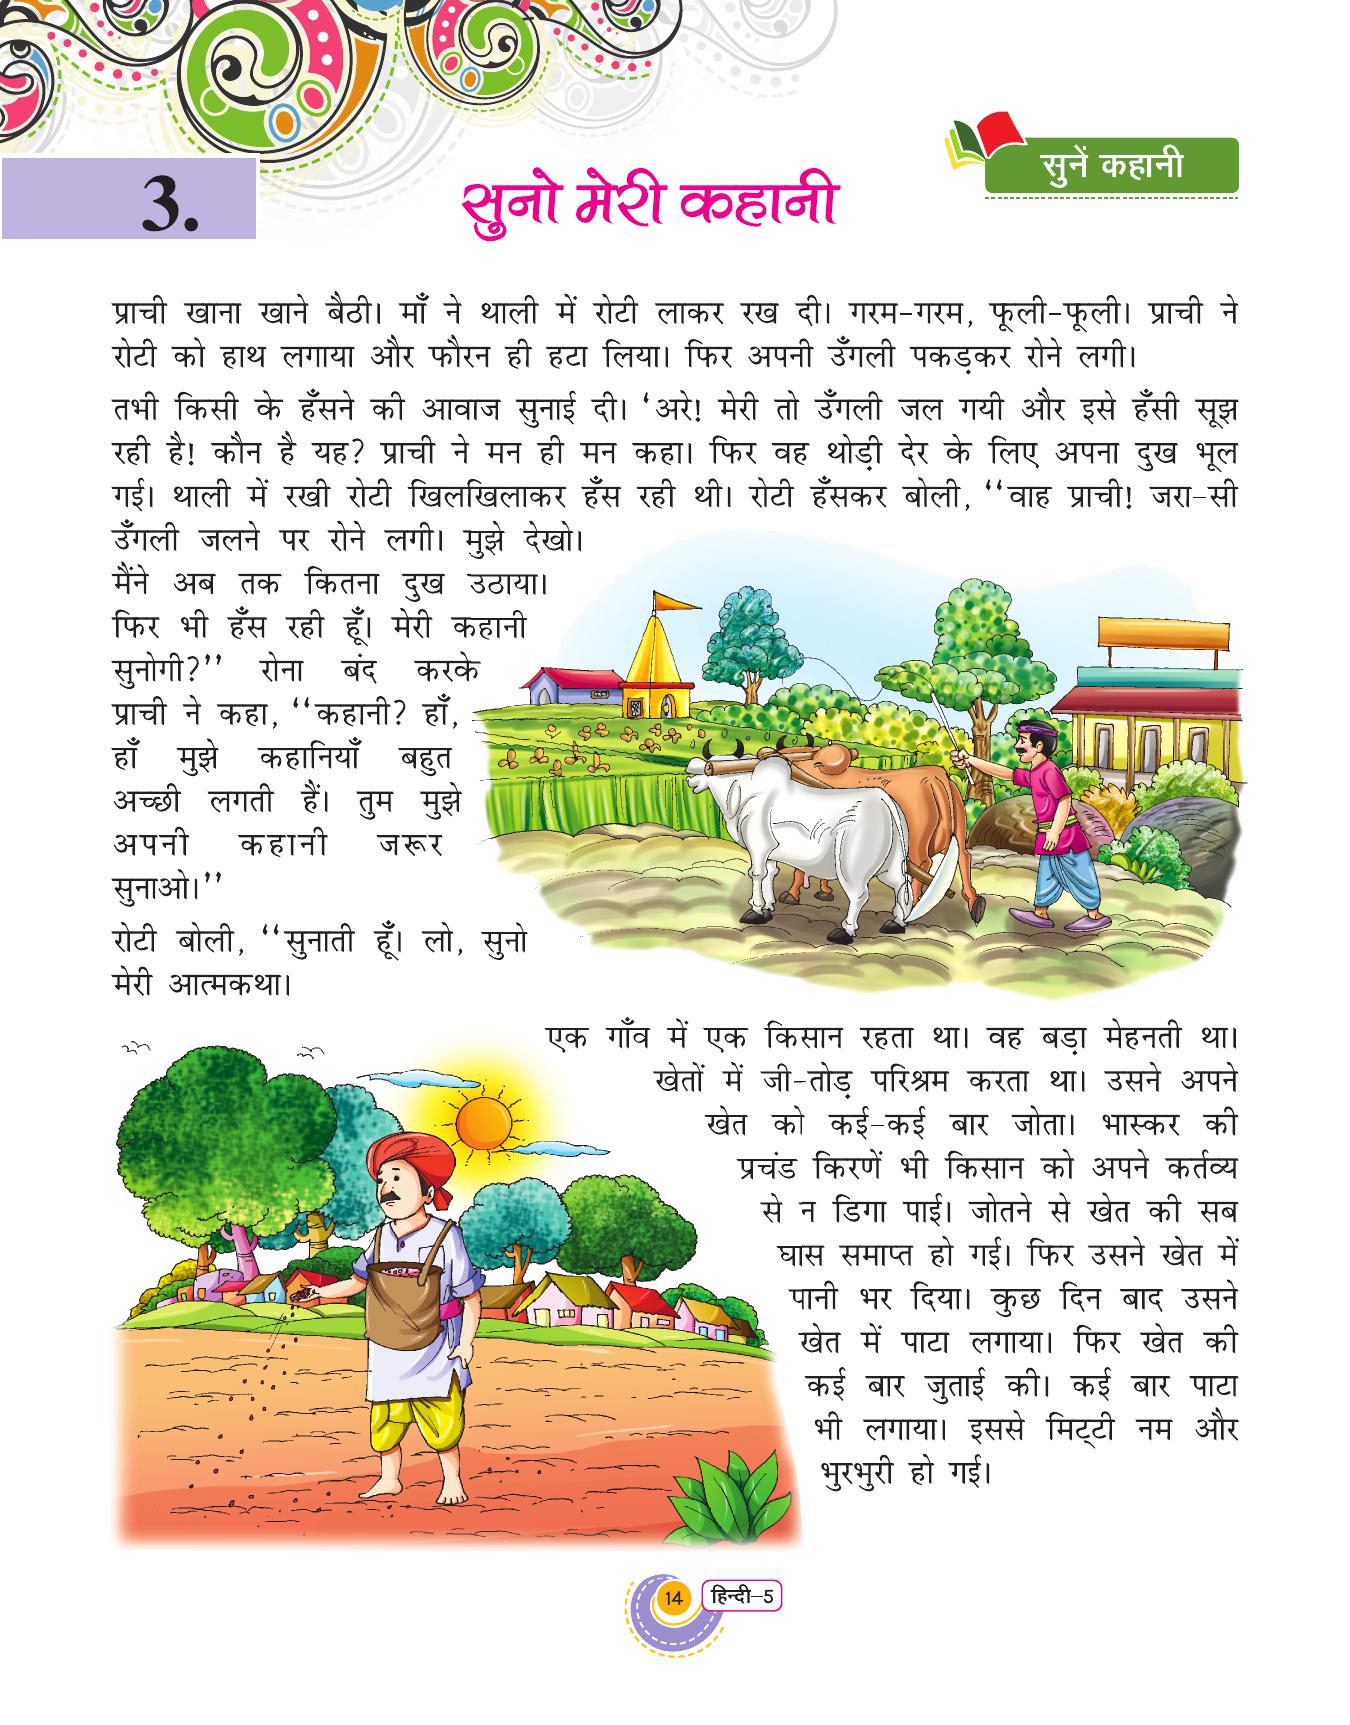 सुनें कहानी
3.
सुनो मेरी कहानी
प्राची खाना खाने बैठी। माँ ने थाली में रोटी लाकर रख दी। गरम-गरम, फूली-फूली। प्राची ने
रोटी को हाथ लगाया और फौरन ही हटा लिया। फिर अपनी उँगली पकड़कर रोने लगी।
तभी किसी के हँसने की आवाज सुनाई दी। ‘अरे! मेरी तो उँगली जल गयी और इसे हँसी सूझ
रही है! कौन है यह? प्राची ने मन ही मन कहा। फिर वह थोड़ी देर के लिए अपना दुख भूल
गई। थाली में रखी रोटी खिलखिलाकर हँस रही थी। रोटी हँसकर बोली, ‘‘वाह प्राची! जरा-सी
उँगली जलने पर रोने लगी। मुझे देखो।
मैंने अब तक कितना दुख उठाया।
फिर भी हँस रही हूँ। मेरी कहानी
सुनोगी?’’ रोना बंद करके
प्राची ने कहा, ‘‘कहानी? हाँ,
हाँ मुझे कहानियाँ बहुत
अच्छी लगती हैं। तुम मुझे
अपनी कहानी जरूर
सुनाओ।’’
रोटी बोली, ‘‘सुनाती हूँ। लो, सुनो
मेरी आत्मकथा।
एक गाँव में एक किसान रहता था। वह बड़ा मेहनती था।
खेतों में जी-तोड़ परिश्रम करता था। उसने अपने
खेत को कई-कई बार जोता। भास्कर की
प्रचंड किरणें भी किसान को अपने कर्तव्य
से न डिगा पाई। जोतने से खेत की सब
घास समाप्त हो गई। फिर उसने खेत में
पानी भर दिया। कुछ दिन बाद उसने
खेत में पाटा लगाया। फिर खेत की
कई बार जुताई की। कई बार पाटा
भी लगाया। इससे मिट्टी नम और
भुरभुरी हो गई।
14 हिन्दी-5